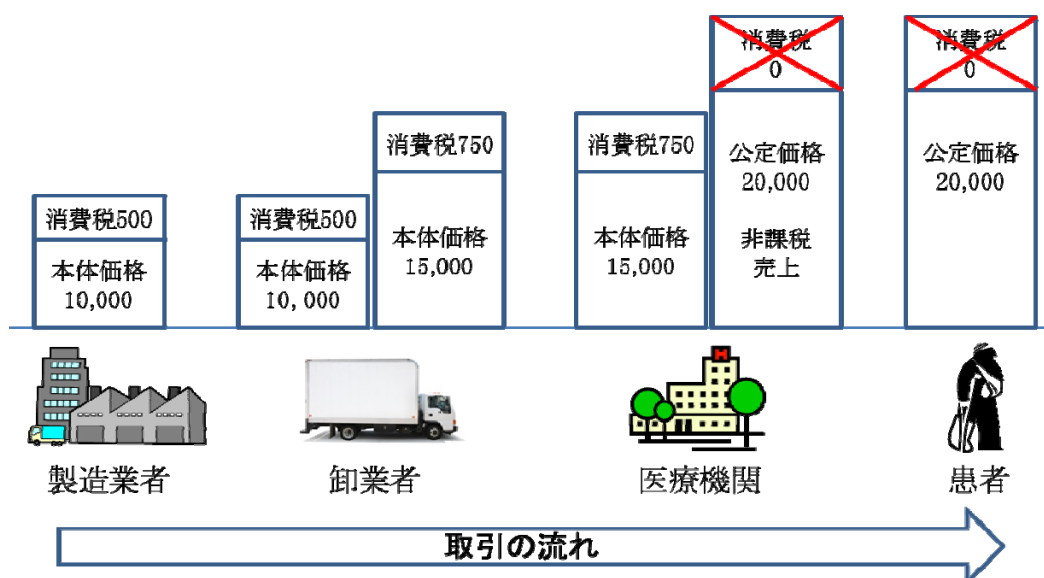 消費税500
本体価格
10,000
消費税500
本体価格
10,000
消費税750
本体価格
15,000
消費税750
本体価格
15,000
消費税
0
公定価格
20,000
非課税
売上
消費税
0
公定価格
20,000
H
製造業者
卸業者
医療機関
患者
取引の流れ